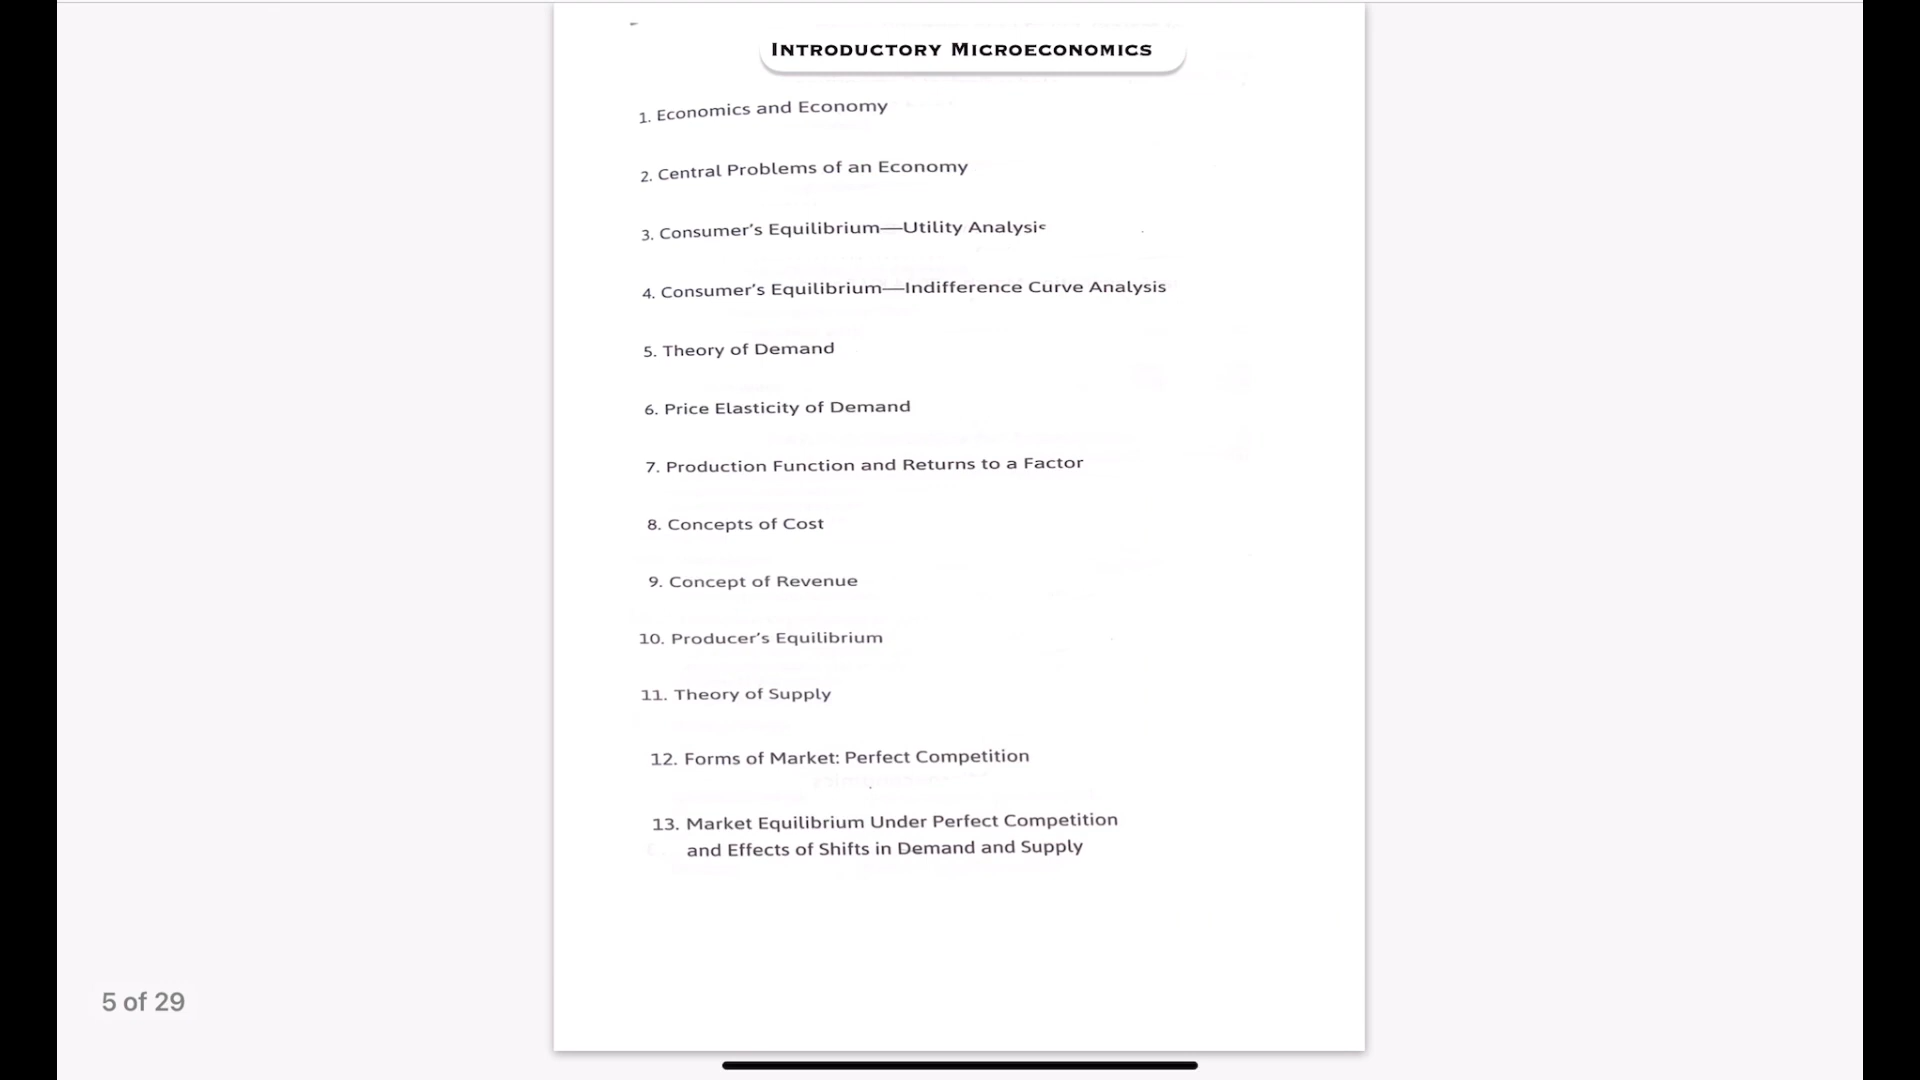 INTRODUCTORY MICROECONOMICS
1. Economics and Economy
2. Central Problems of an Economy
3. Consumer's Equilibrium—Utility Analysis
4. Consumer's Equilibrium—Indifference Curve Analysis
5. Theory of Demand
6. Price Elasticity of Demand
7. Production Function and Returns to a Factor
8. Concepts of Cost
9. Concept of Revenue
10. Producer's Equilibrium
11. Theory of Supply
12. Forms of Market: Perfect Competition
13. Market Equilibrium Under Perfect Competition
and Effects of Shifts in Demand and Supply
5 of 29